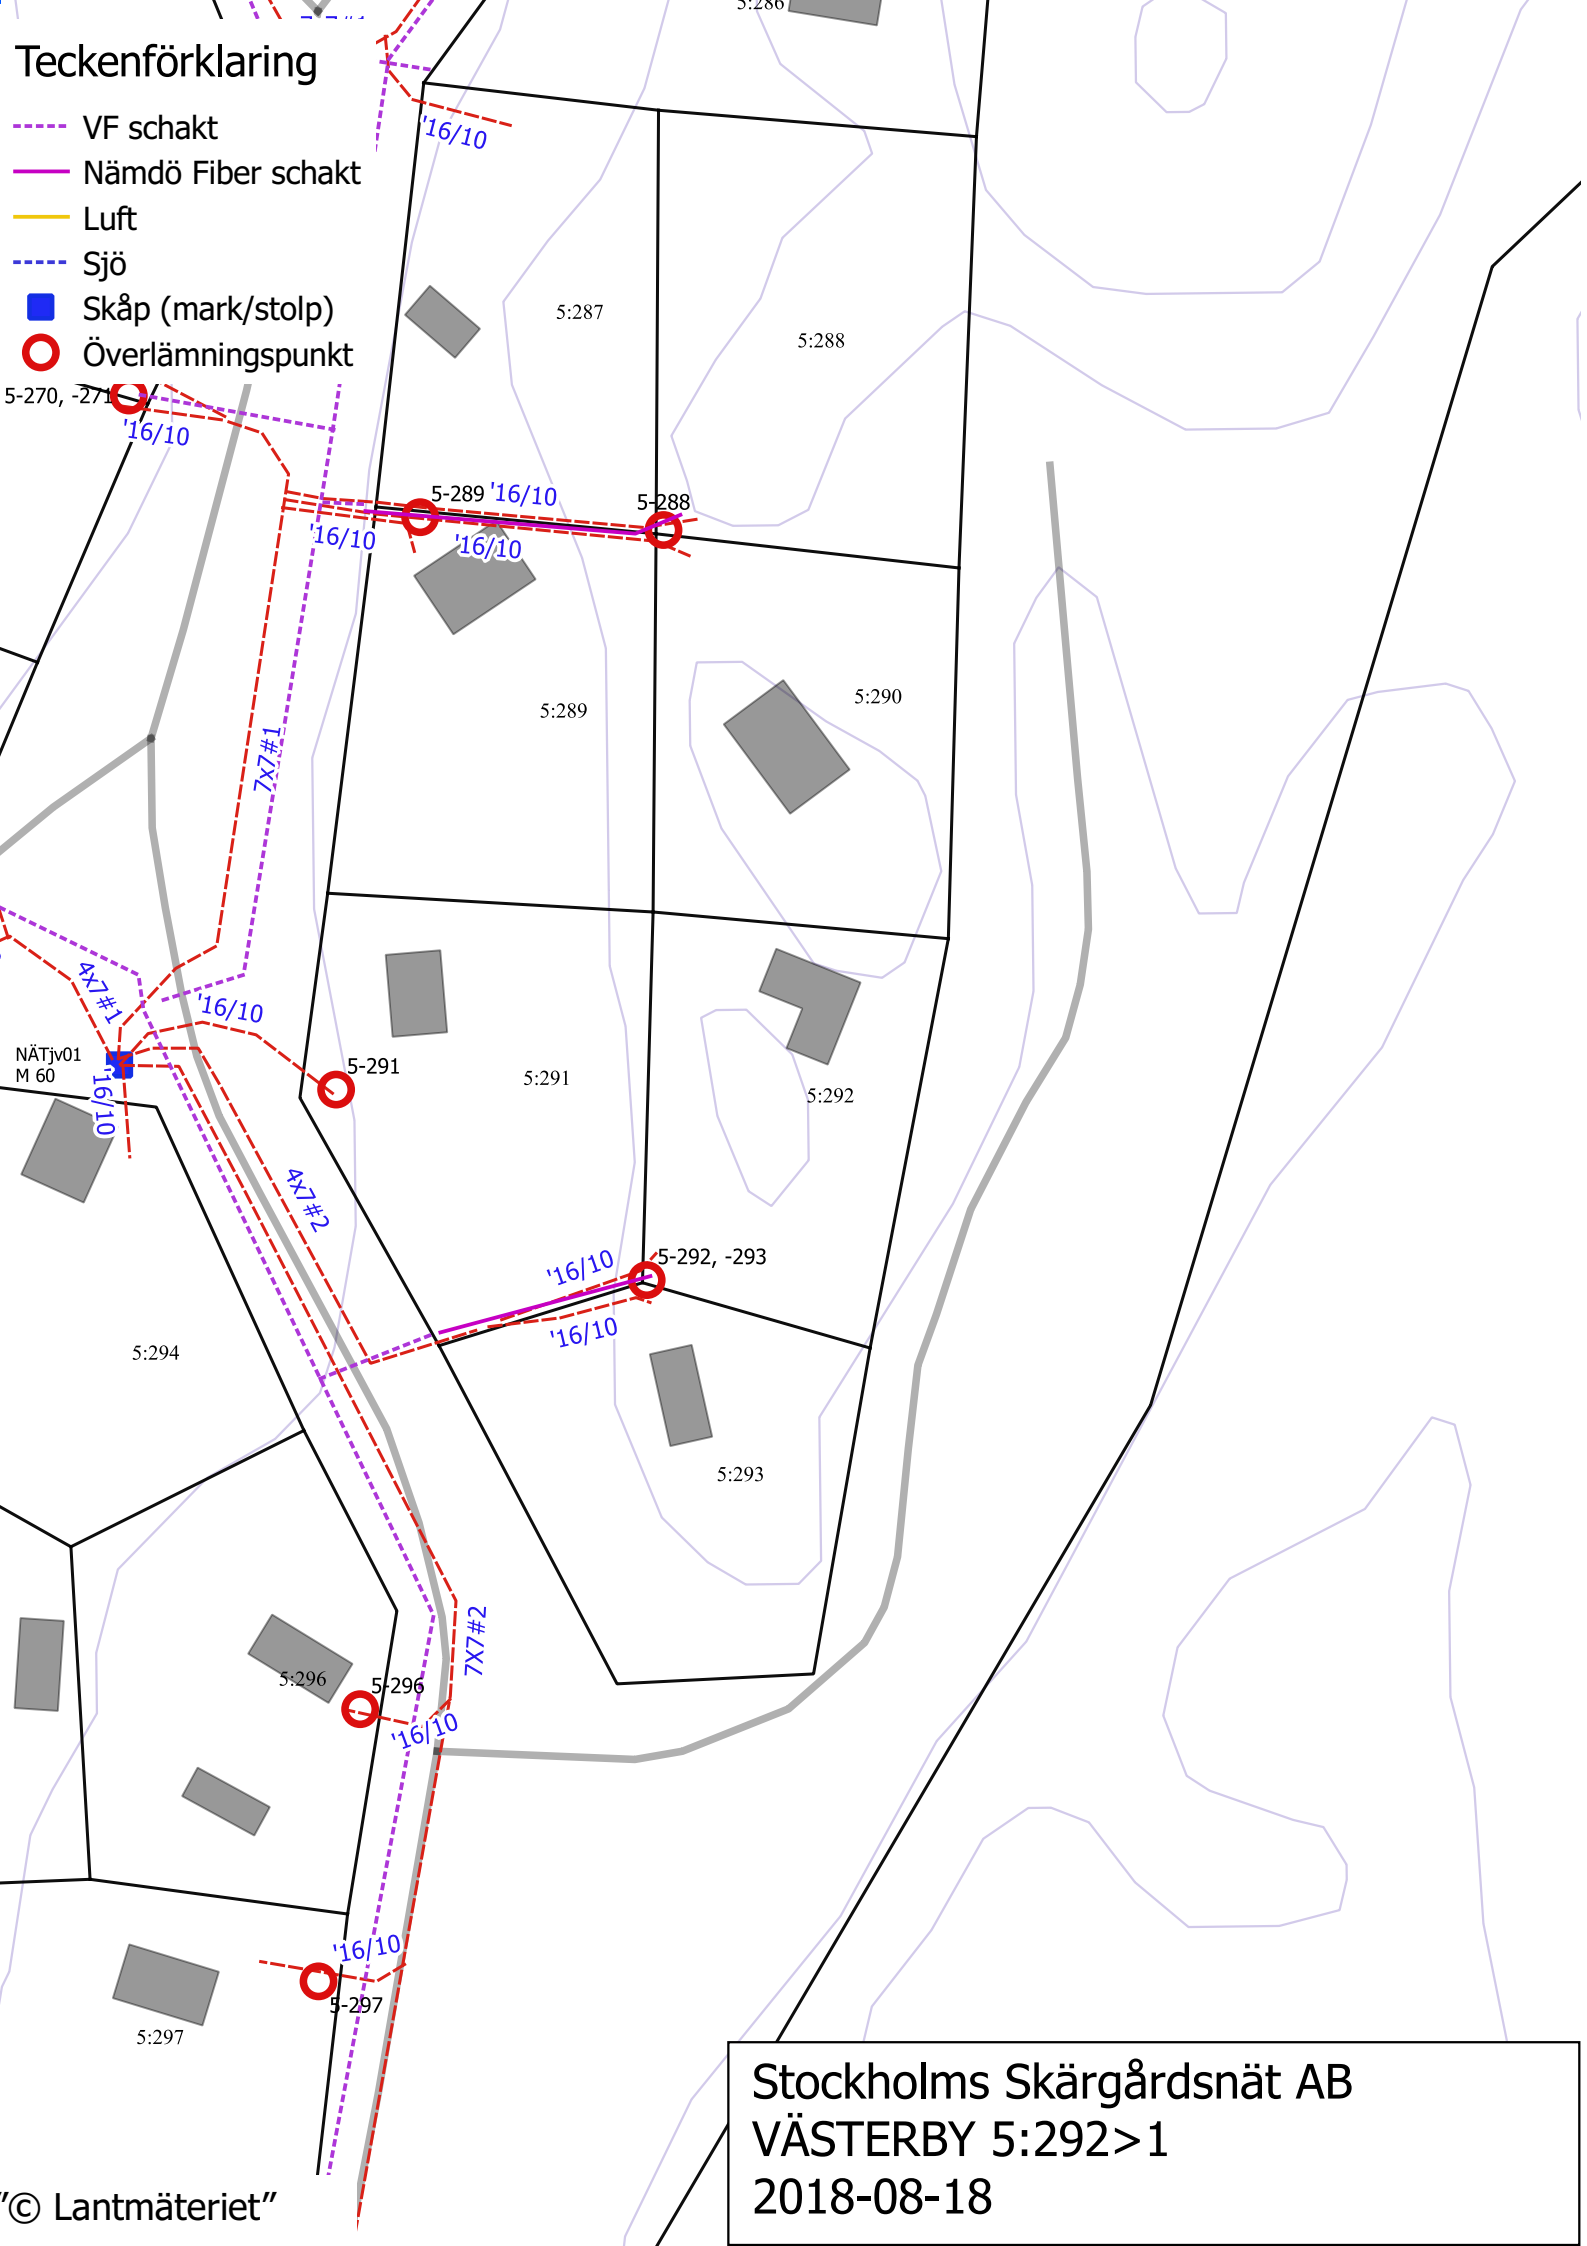 5:286
Teckenförklaring
VF schakt
Nämdö Fiber schakt
Luft
Sjö
Skåp (mark/stolp)
Överlämningspunkt
'16/10
5:287
5:288
5-270, -271
'16/10
5-289
'16/10
5-288
'16/10
'16/10
5:289
5:290
7x7#1
4x7#1
'16/10
NÄTjv01
M 60
'16/10
5-291
5:291
5:292
4x7#2
'16/10
5-292, -293
'16/10
5:294
5:293
7X7#2
5:296
5-296
'16/10
'16/10
5-297
5:297
Stockholms Skärgårdsnät AB
VÄSTERBY 5:292>1
2018-08-18
"© Lantmäteriet"